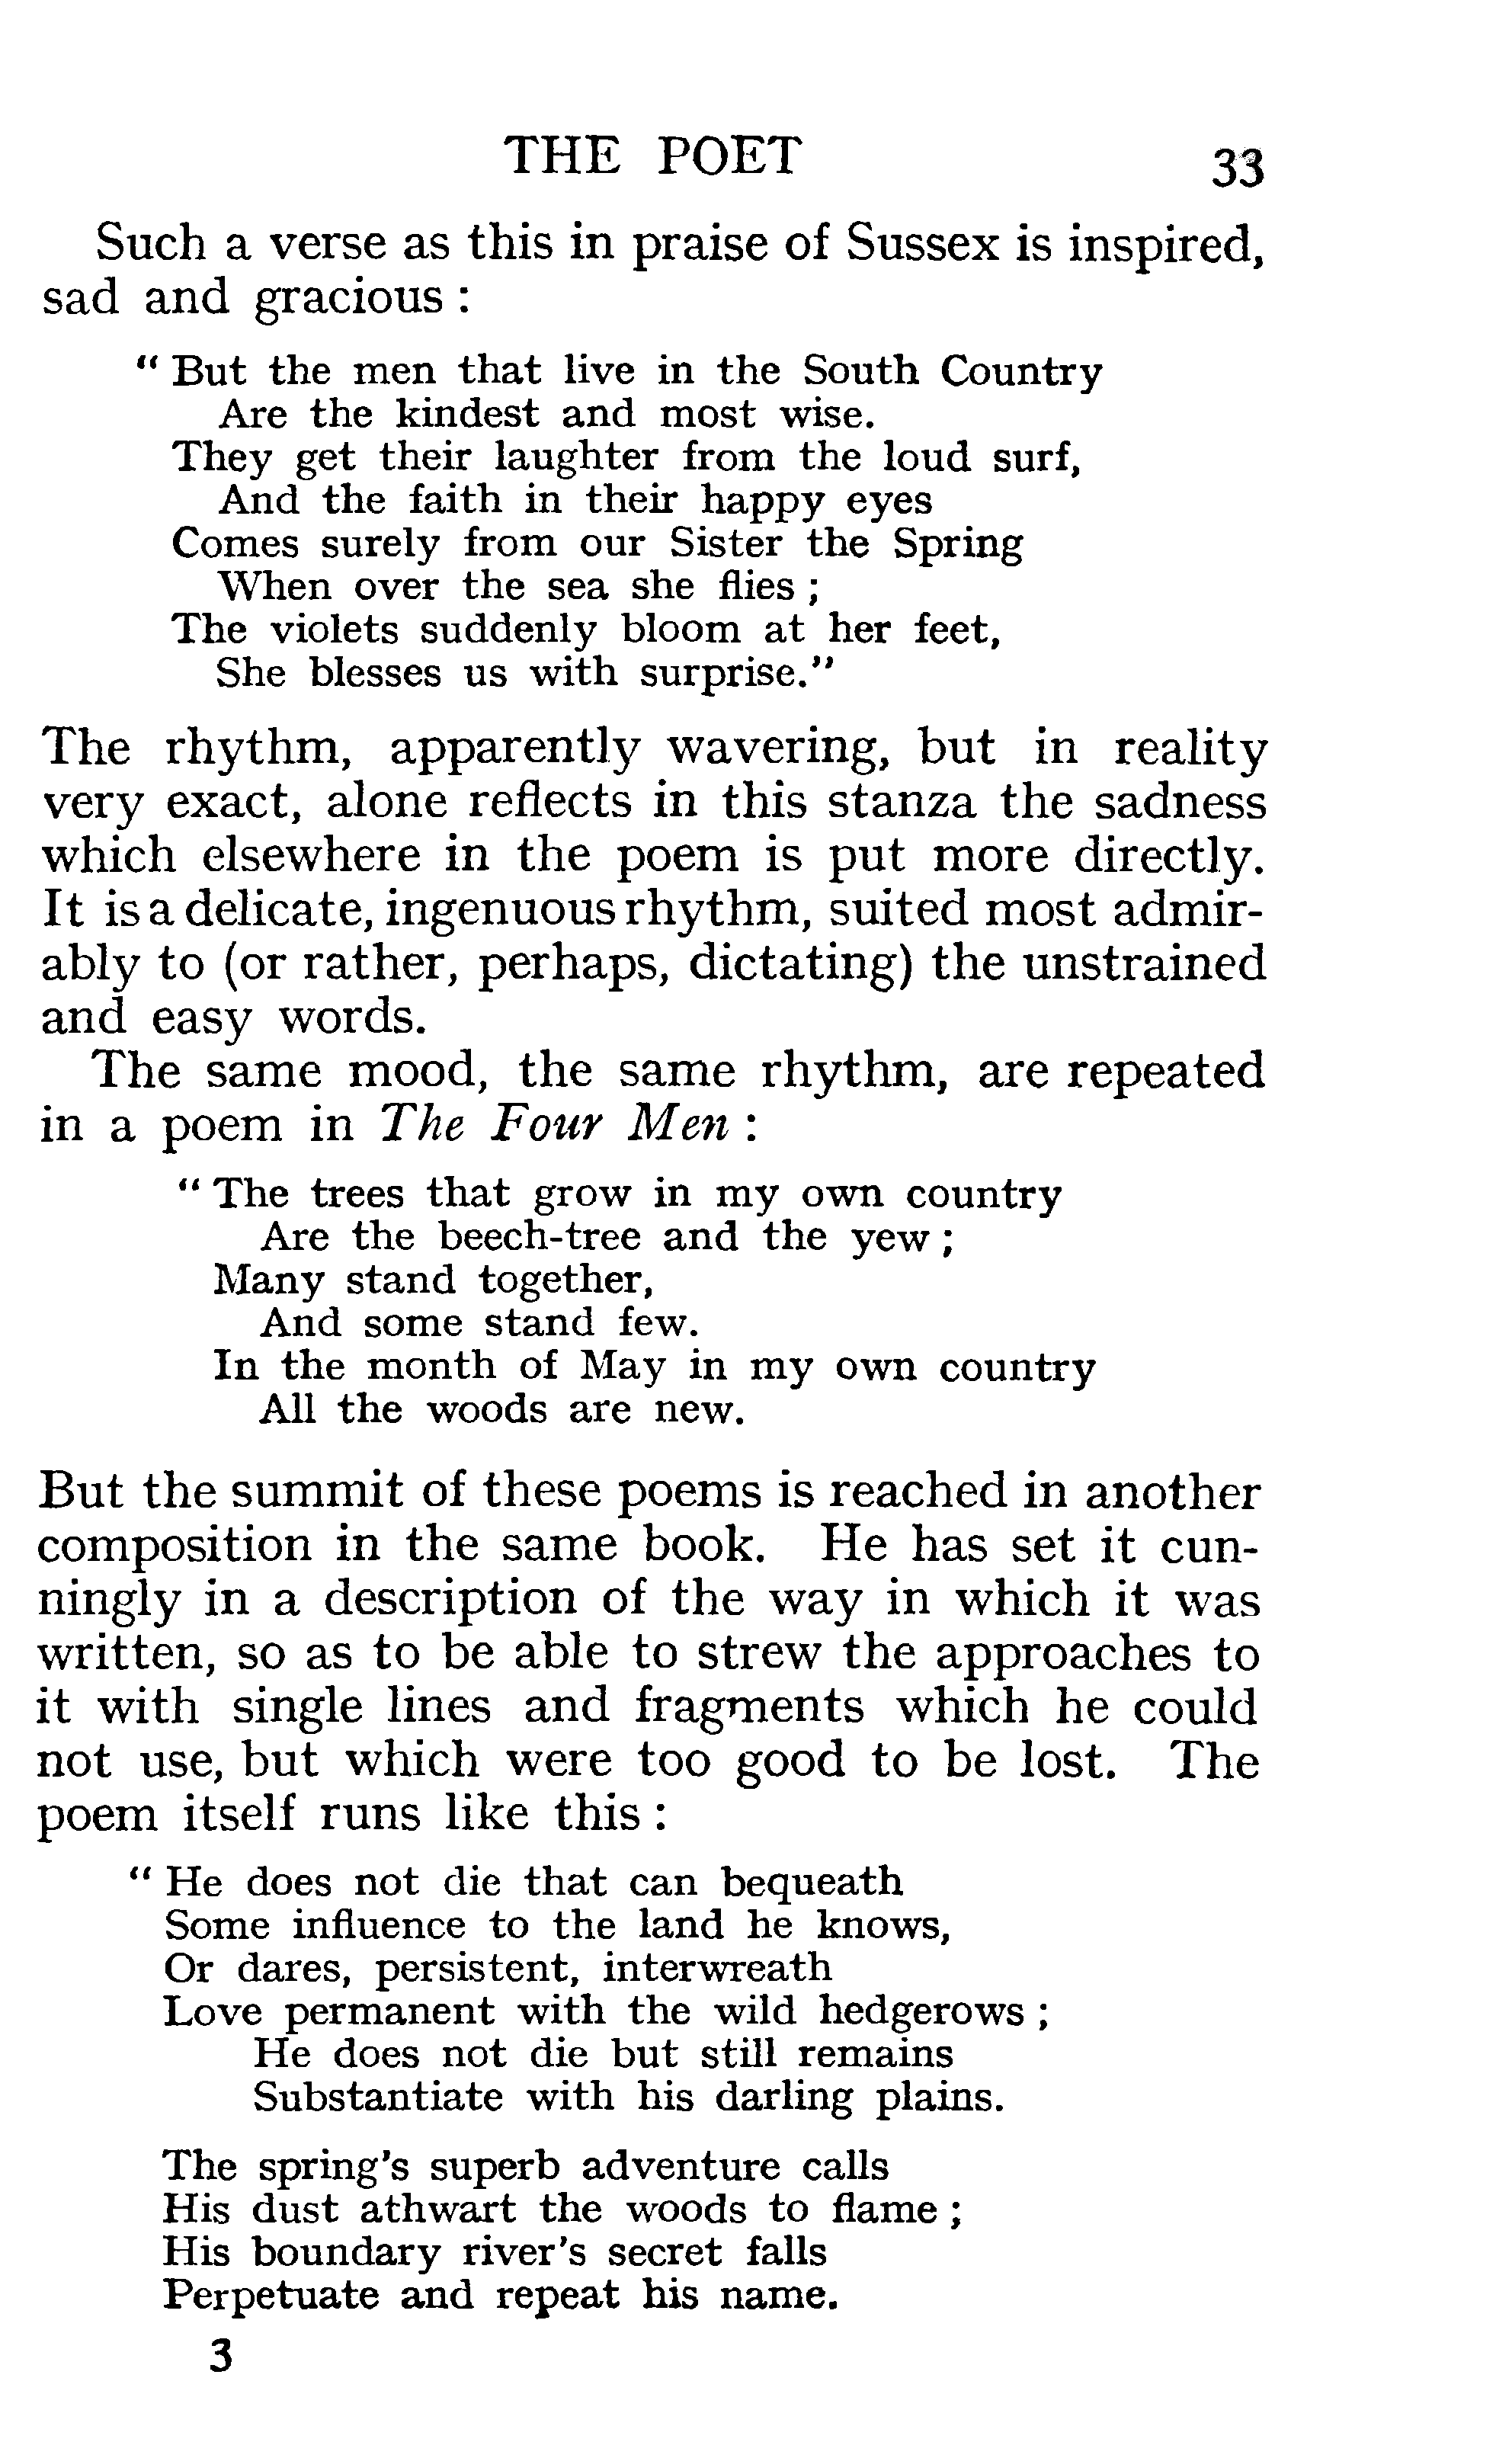 THE POET 33
Such a verse as this in praise of Sussex is inspired,
sad and gracious :
“ But the men that live in the South Country
Are the kindest and most wise.
They get their laughter from the loud surf,
And the faith in their happy eyes
Comes surely from our Sister the Spring
When over the sea she flies ;
The violets suddenly bloom at her feet,
She blesses us with surprise.”
The rhythm, apparently wavering, but in reality
very exact, alone reflects in this stanza the sadness
which elsewhere in the poem is put more directly.
It is a delicate, ingenuous rhythm, suited most admir-
ably to (or rather, perhaps, dictating) the unstrained
and easy words.
The same mood, the same rhythm, are repeated
in a poem in The Four Men :
“ The trees that grow in my own country
Are the beech-tree and the yew ;
Many stand together,
And some stand few.
In the month of May in my own country
All the woods are new.
But the summit of these poems is reached in another
composition in the same book. He has set it cun-
ningly in a description of the way in which it was
written, so as to be able to strew the approaches to
it with single lines and fragments which he could
not use, but which were too good to be lost. The
poem itself runs like this :
“ He does not die that can bequeath
Some influence to the land he knows,
Or dares, persistent, interwreath
Love permanent with the wild hedgerows ;
He does not die but still remains
Substantiate with his darling plains.
The spring's superb adventure calls
His dust athwart the woods to flame ;
His boundary river's secret falls
Perpetuate and repeat his name.
3